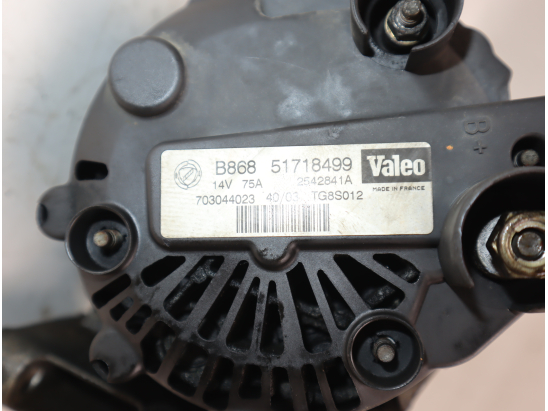 B868 51718499 Valeo
14V 75A 2542841A MADE IN FRANCE
703044023 40/03 TG8S012
B +